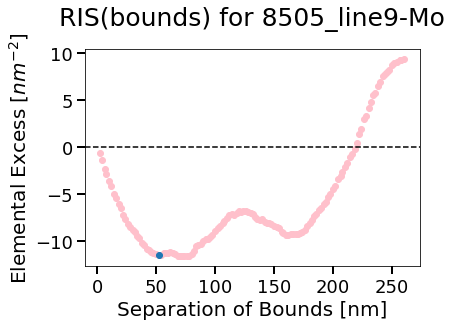 RIS(bounds) for 8505_line9-Mo
Elemental Excess [$nm^{-2}$]
10
5
0
−5
−10
0 50 100 150 200 250
Separation of Bounds [nm]